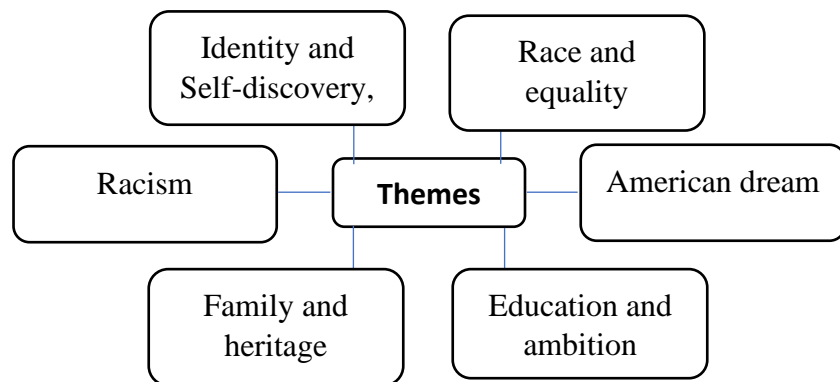 Identity and
Self-discovery,
Race and
equality
Racism
Themes
American dream
Family and
heritage
Education and
ambition